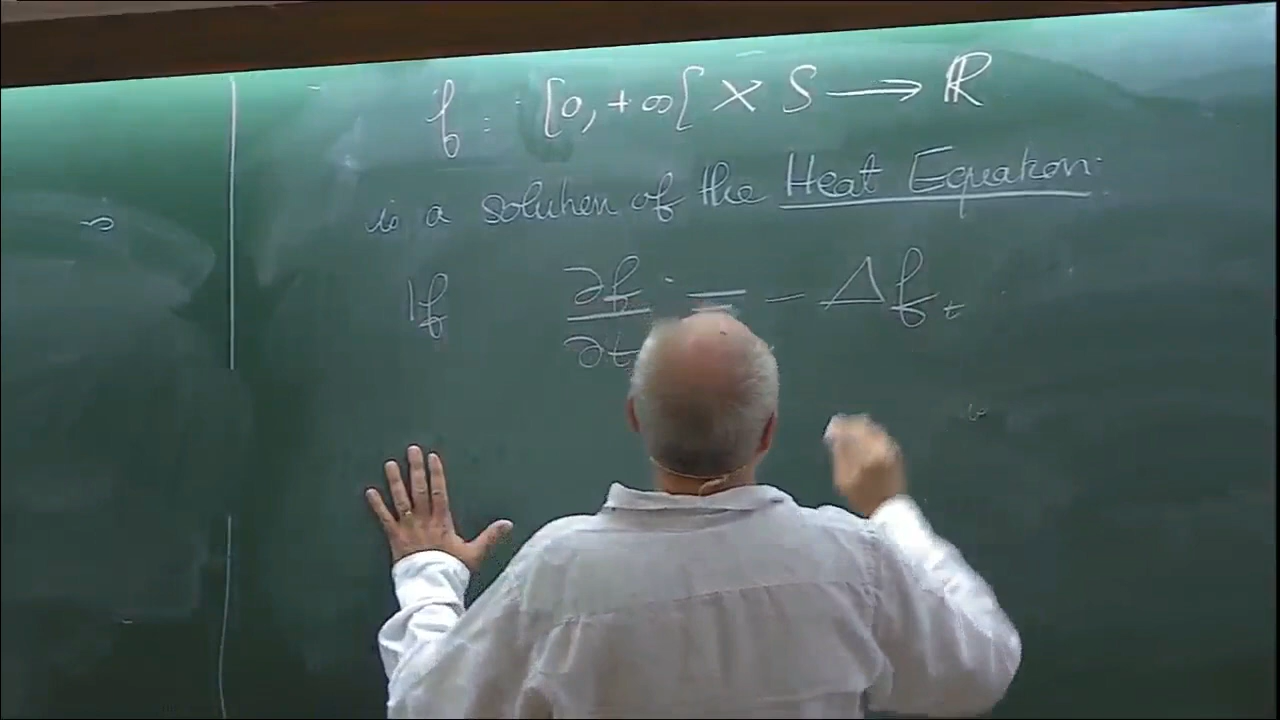 f : [0, +∞[ × S ⟶ ℝ
is a solution of the Heat Equation.
If ∂f/∂t = − Δf_t